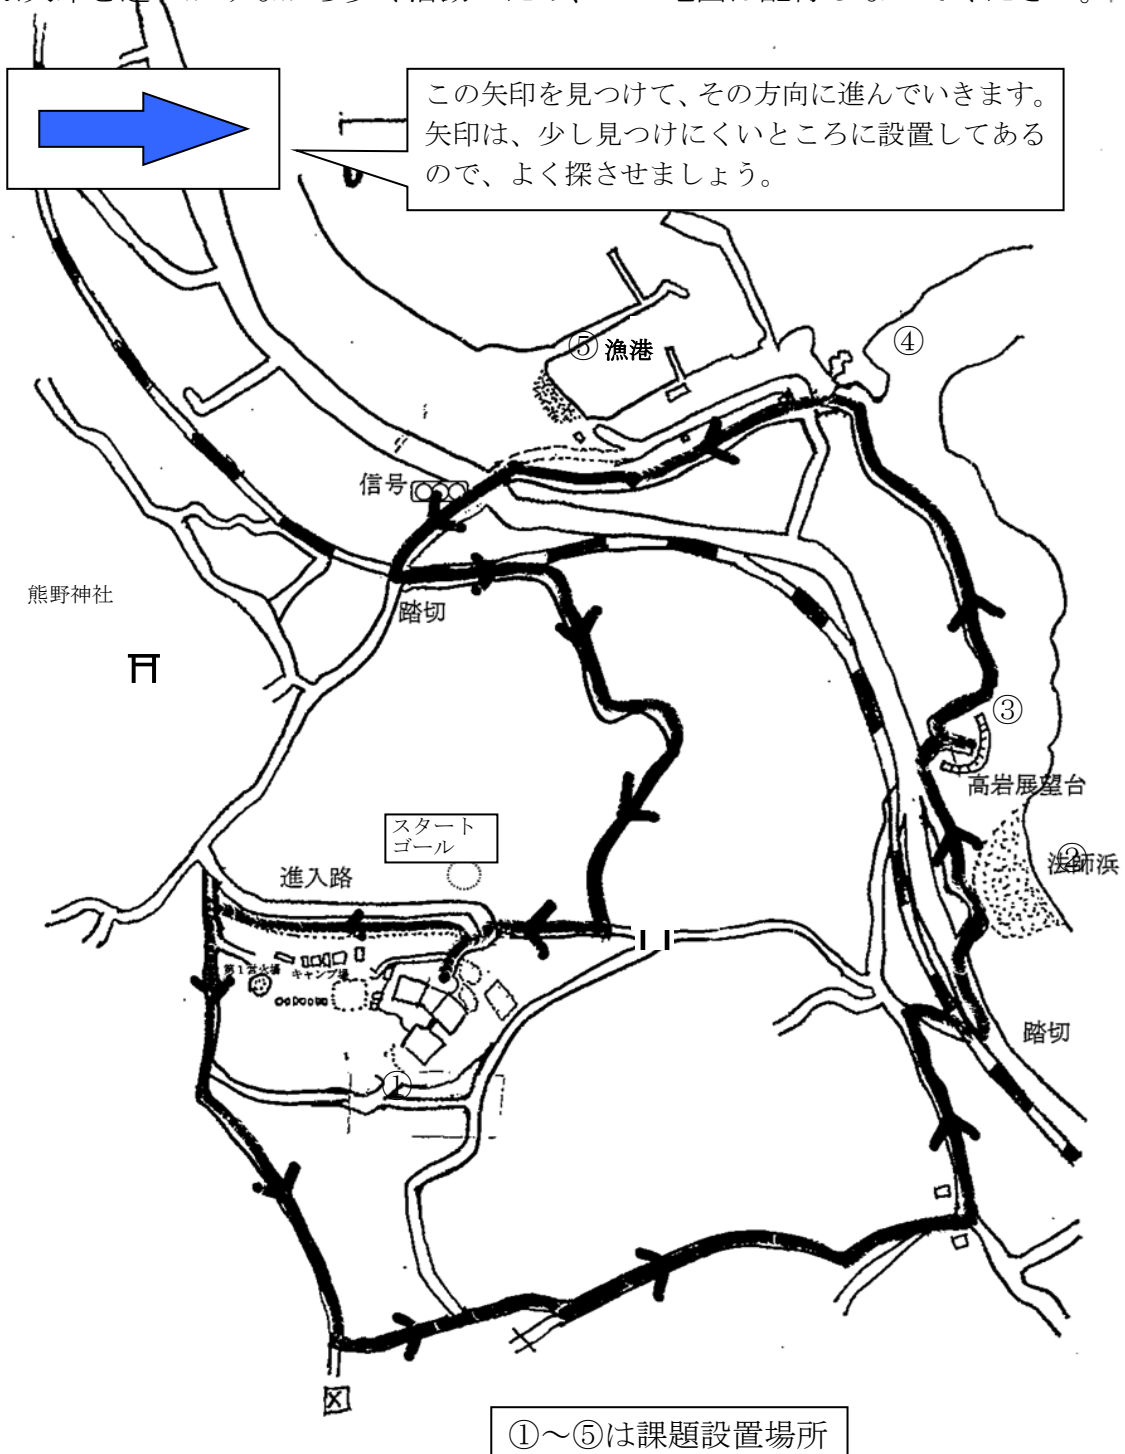 この矢印を見つけて、その方向に進んでいきます。
矢印は、少し見つけにくいところに設置してある
ので、よく探させましょう。
④
⑤ 漁港
信号
熊野神社
踏切
③
高岩展望台
スタート
ゴール
②
法師浜
進入路
第1営火場
キャンプ場
踏切
①
①～⑤は課題設置場所